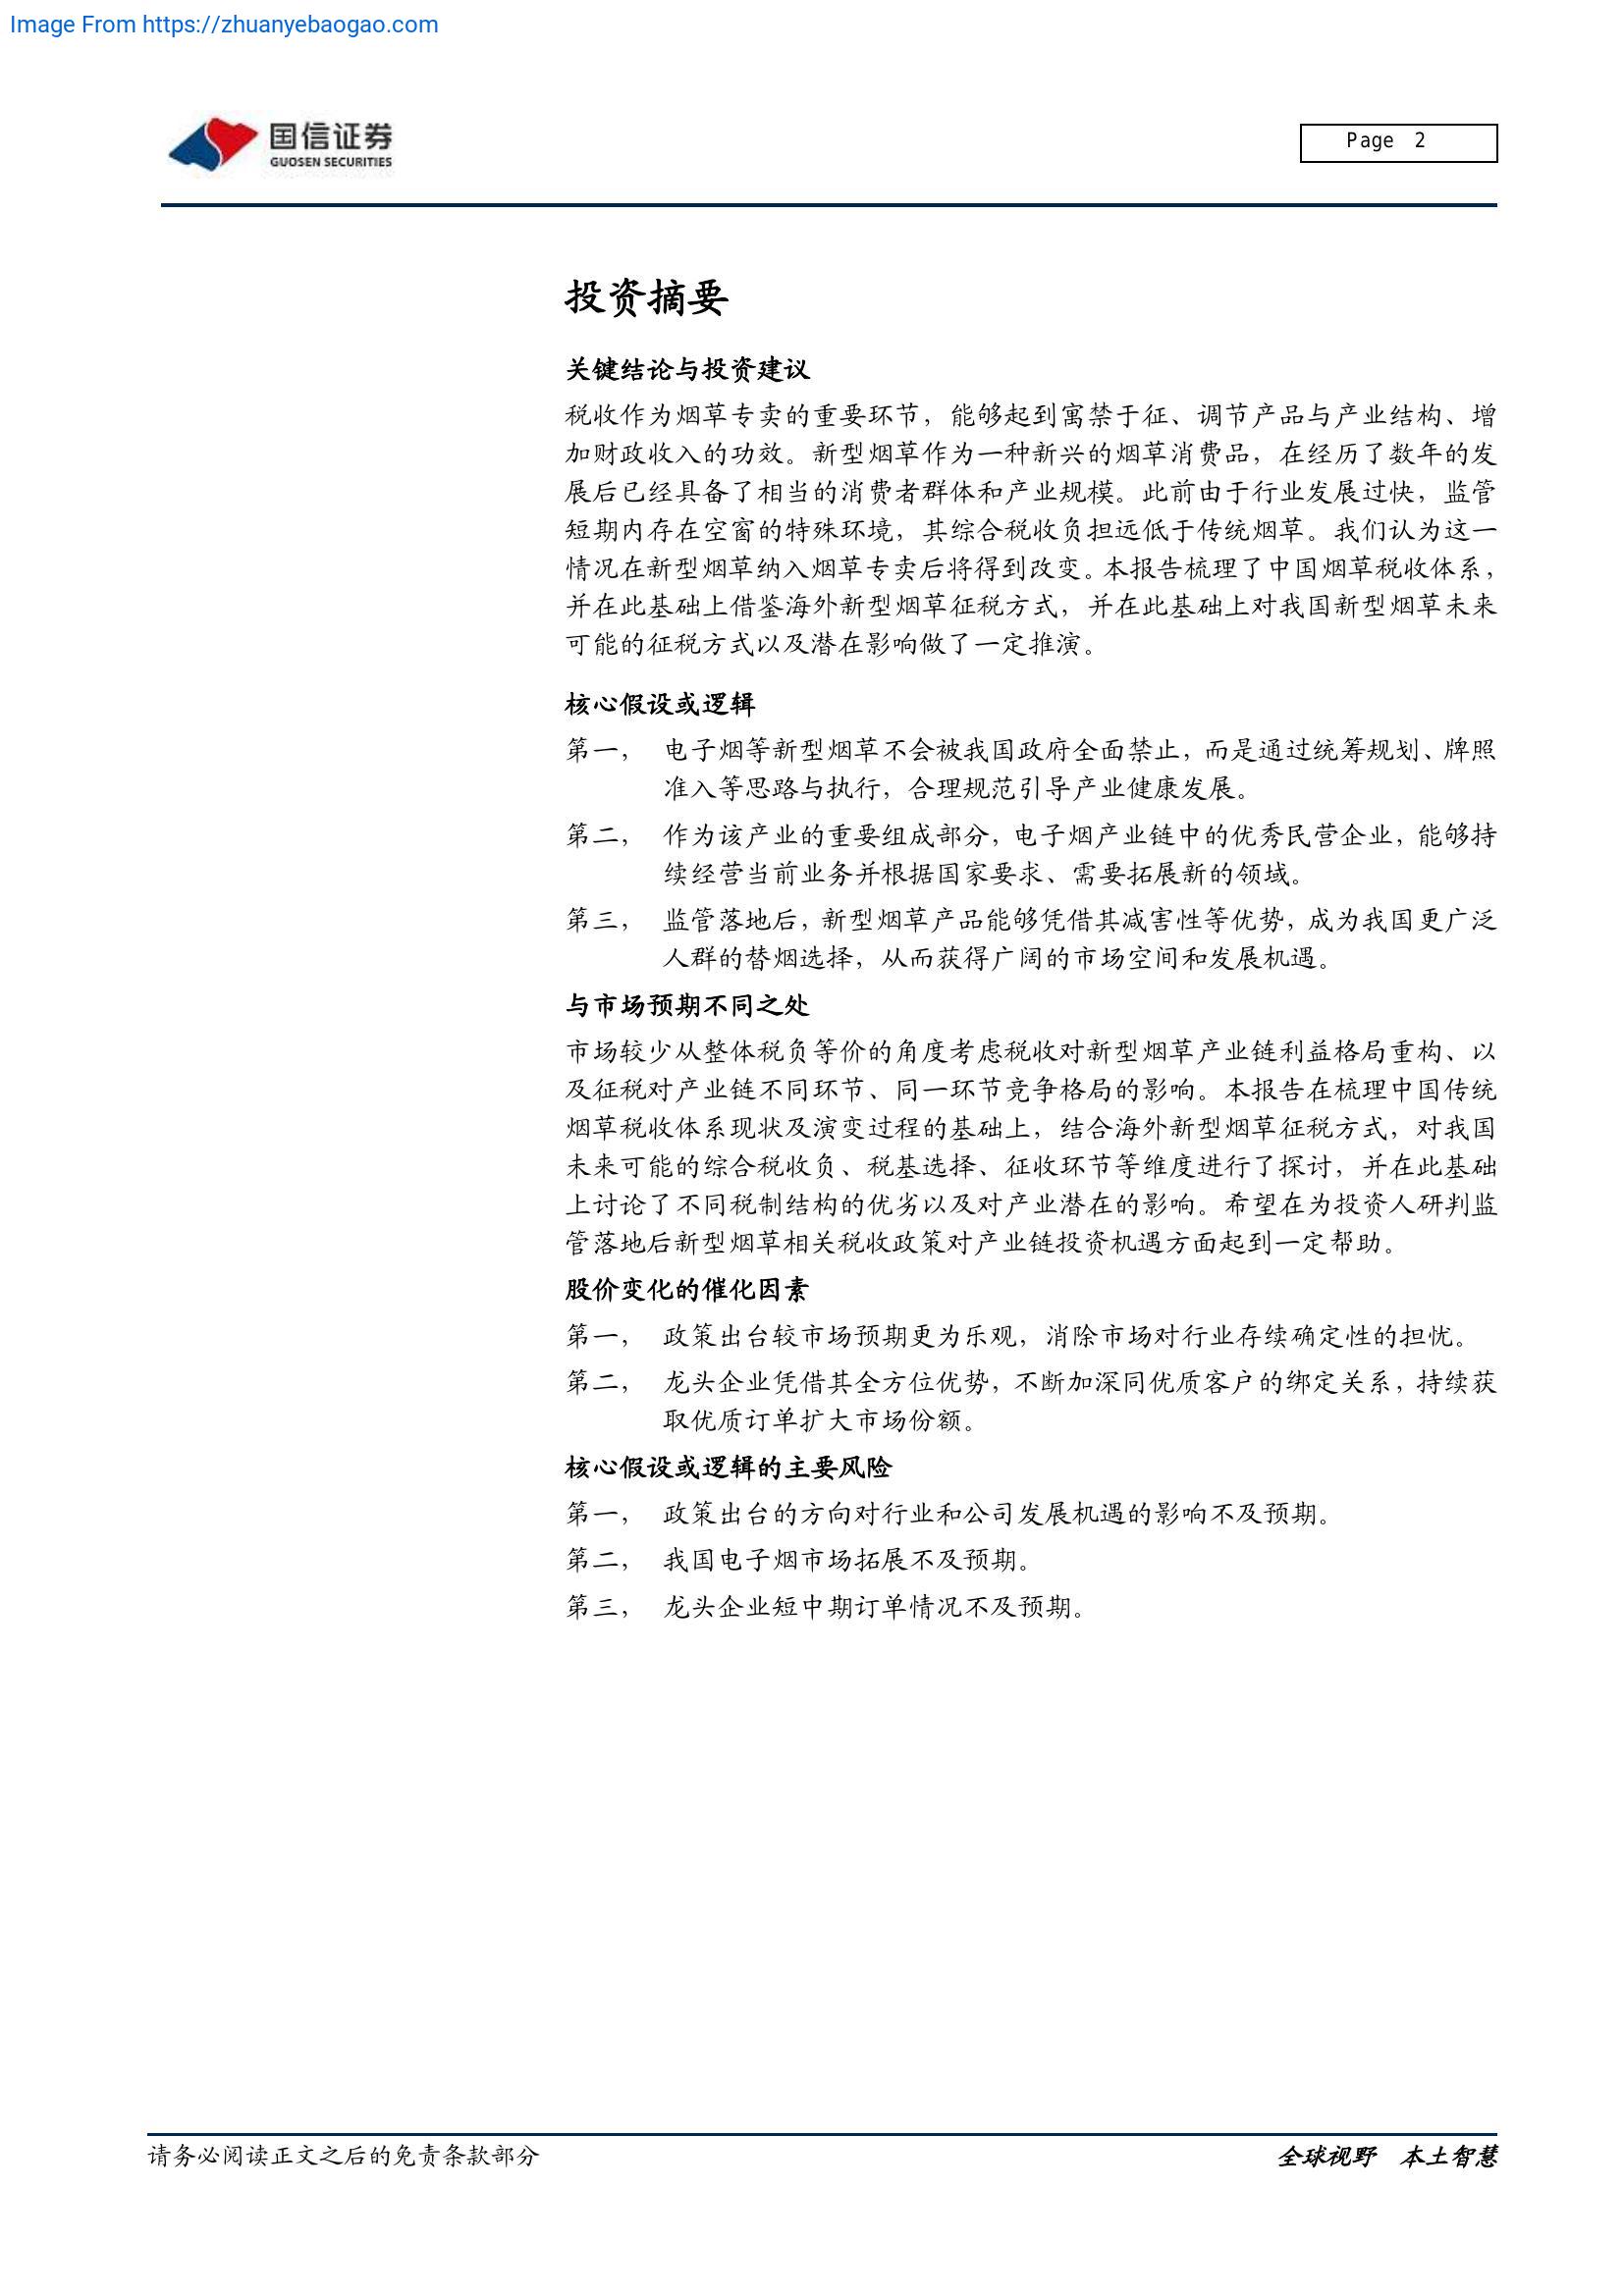 Image From https://zhuanyebaogao.com
国信证券
GUOSEN SECURITIES
Page 2
投资摘要
关键结论与投资建议
税收作为烟草专卖的重要环节，能够起到寓禁于征、调节产品与产业结构、增
加财政收入的功效。新型烟草作为一种新兴的烟草消费品，在经历了数年的发
展后已经具备了相当的消费者群体和产业规模。此前由于行业发展过快，监管
短期内存在空窗的特殊环境，其综合税收负担远低于传统烟草。我们认为这一
情况在新型烟草纳入烟草专卖后将得到改变。本报告梳理了中国烟草税收体系，
并在此基础上借鉴海外新型烟草征税方式，并在此基础上对我国新型烟草未来
可能的征税方式以及潜在影响做了一定推演。
核心假设或逻辑
第一， 电子烟等新型烟草不会被我国政府全面禁止，而是通过统筹规划、牌照
准入等思路与执行，合理规范引导产业健康发展。
第二， 作为该产业的重要组成部分，电子烟产业链中的优秀民营企业，能够持
续经营当前业务并根据国家要求、需要拓展新的领域。
第三， 监管落地后，新型烟草产品能够凭借其减害性等优势，成为我国更广泛
人群的替烟选择，从而获得广阔的市场空间和发展机遇。
与市场预期不同之处
市场较少从整体税负等价的角度考虑税收对新型烟草产业链利益格局重构、以
及征税对产业链不同环节、同一环节竞争格局的影响。本报告在梳理中国传统
烟草税收体系现状及演变过程的基础上，结合海外新型烟草征税方式，对我国
未来可能的综合税收负、税基选择、征收环节等维度进行了探讨，并在此基础
上讨论了不同税制结构的优劣以及对产业潜在的影响。希望在为投资人研判监
管落地后新型烟草相关税收政策对产业链投资机遇方面起到一定帮助。
股价变化的催化因素
第一， 政策出台较市场预期更为乐观，消除市场对行业存续确定性的担忧。
第二， 龙头企业凭借其全方位优势，不断加深同优质客户的绑定关系，持续获
取优质订单扩大市场份额。
核心假设或逻辑的主要风险
第一， 政策出台的方向对行业和公司发展机遇的影响不及预期。
第二， 我国电子烟市场拓展不及预期。
第三， 龙头企业短中期订单情况不及预期。
请务必阅读正文之后的免责条款部分
全球视野 本土智慧